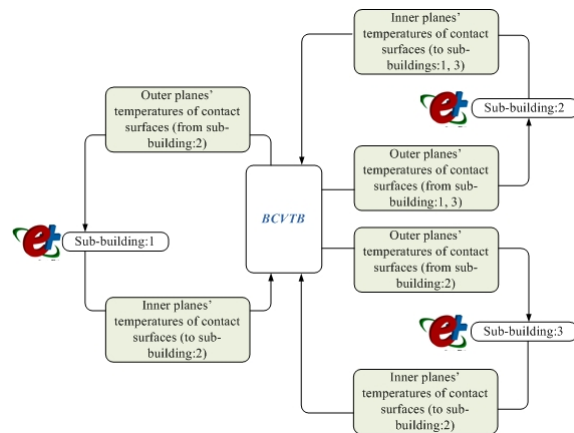 Inner planes'
temperatures of contact
surfaces (to sub-
buildings:1, 3)
Outer planes'
temperatures of contact
surfaces (from sub-
building:2)
e+
Sub-building:2
Outer planes'
temperatures of contact
surfaces (from sub-
building:1, 3)
BCVTB
e+
Sub-building:1
Outer planes'
temperatures of contact
surfaces (from sub-
building:2)
Inner planes'
temperatures of contact
surfaces (to sub-
building:2)
e+
Sub-building:3
Inner planes'
temperatures of contact
surfaces (to sub-
building:2)